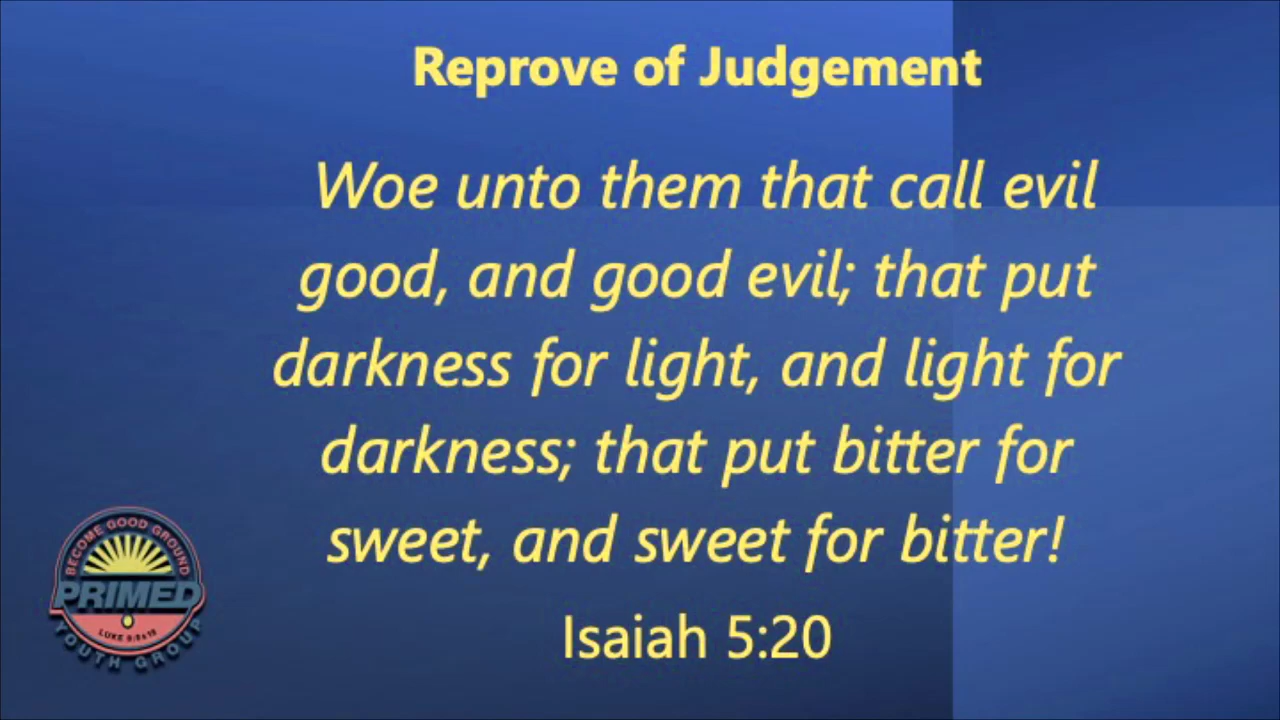 Reprove of Judgement
Woe unto them that call evil
good, and good evil; that put
darkness for light, and light for
darkness; that put bitter for
sweet, and sweet for bitter!
Isaiah 5:20
BECOME GOOD GROUND
PRIMED
LUKE
YOUTH GROUP